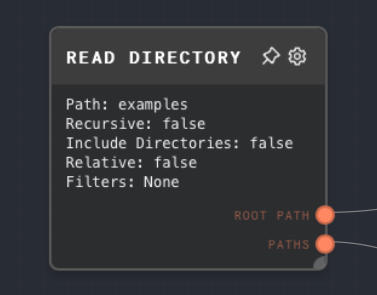 READ DIRECTORY
Path: examples
Recursive: false
Include Directories: false
Relative: false
Filters: None
ROOT PATH
PATHS